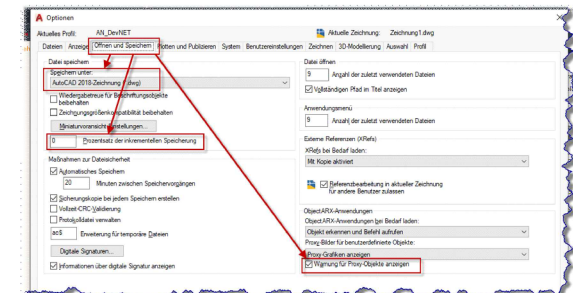 Optionen
Aktuelles Profil: AN_DevNET Aktuelle Zeichnung: Zeichnung1.dwg
Dateien Anzeige Öffnen und Speichern Plotten und Publizieren System Benutzereinstellungen Zeichnen 3D-Modellierung Auswahl Profil
Datei speichern
Speichern unter:
AutoCAD 2018-Zeichnung (*.dwg)
Wiedergabetreue für Beschriftungsobjekte
beibehalten
Zeichnungsgrößenkompatibilität beibehalten
Miniaturvoransicht-Einstellungen...
0 Prozentsatz der inkrementellen Speicherung
Maßnahmen zur Dateisicherheit
Automatisches Speichern
20 Minuten zwischen Speichervorgängen
Sicherungskopie bei jedem Speichern erstellen
Vollzeit-CRC-Validierung
Protokolldatei verwalten
ac$ Erweiterung für temporäre Dateien
Digitale Signaturen...
Informationen über digitale Signatur anzeigen
Datei öffnen
9 Anzahl der zuletzt verwendeten Dateien
Vollständigen Pfad im Titel anzeigen
Anwendungsmenü
9 Anzahl der zuletzt verwendeten Dateien
Externe Referenzen (XRefs)
XRefs bei Bedarf laden:
Mit Kopie aktiviert
Referenzbearbeitung in aktueller Zeichnung
für andere Benutzer zulassen
ObjectARX-Anwendungen
ObjectARX-Anwendungen bei Bedarf laden:
Objekt erkennen und Befehl aufrufen
Proxy-Bilder für benutzerdefinierte Objekte:
Proxy-Grafiken anzeigen
Warnung für Proxy-Objekte anzeigen